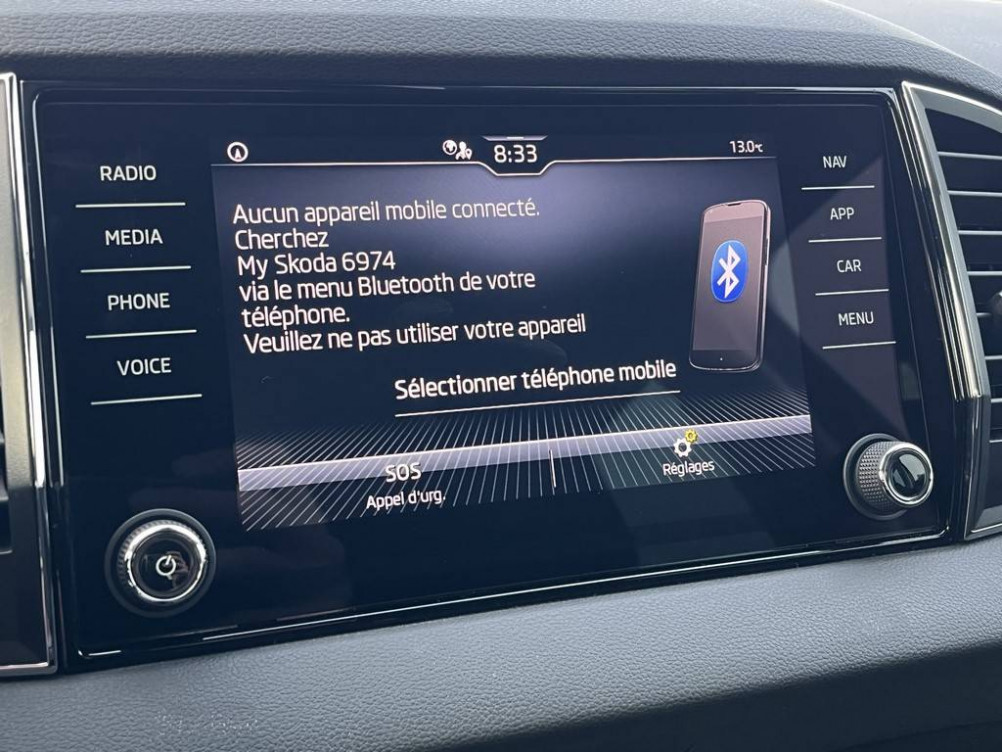 8:33
13.0°C
RADIO
MEDIA
PHONE
VOICE
Aucun appareil mobile connecté.
Cherchez
My Skoda 6974
via le menu Bluetooth de votre
téléphone.
Veuillez ne pas utiliser votre appareil
Sélectionner téléphone mobile
SOS
Appel d'urg.
Réglages
NAV
APP
CAR
MENU